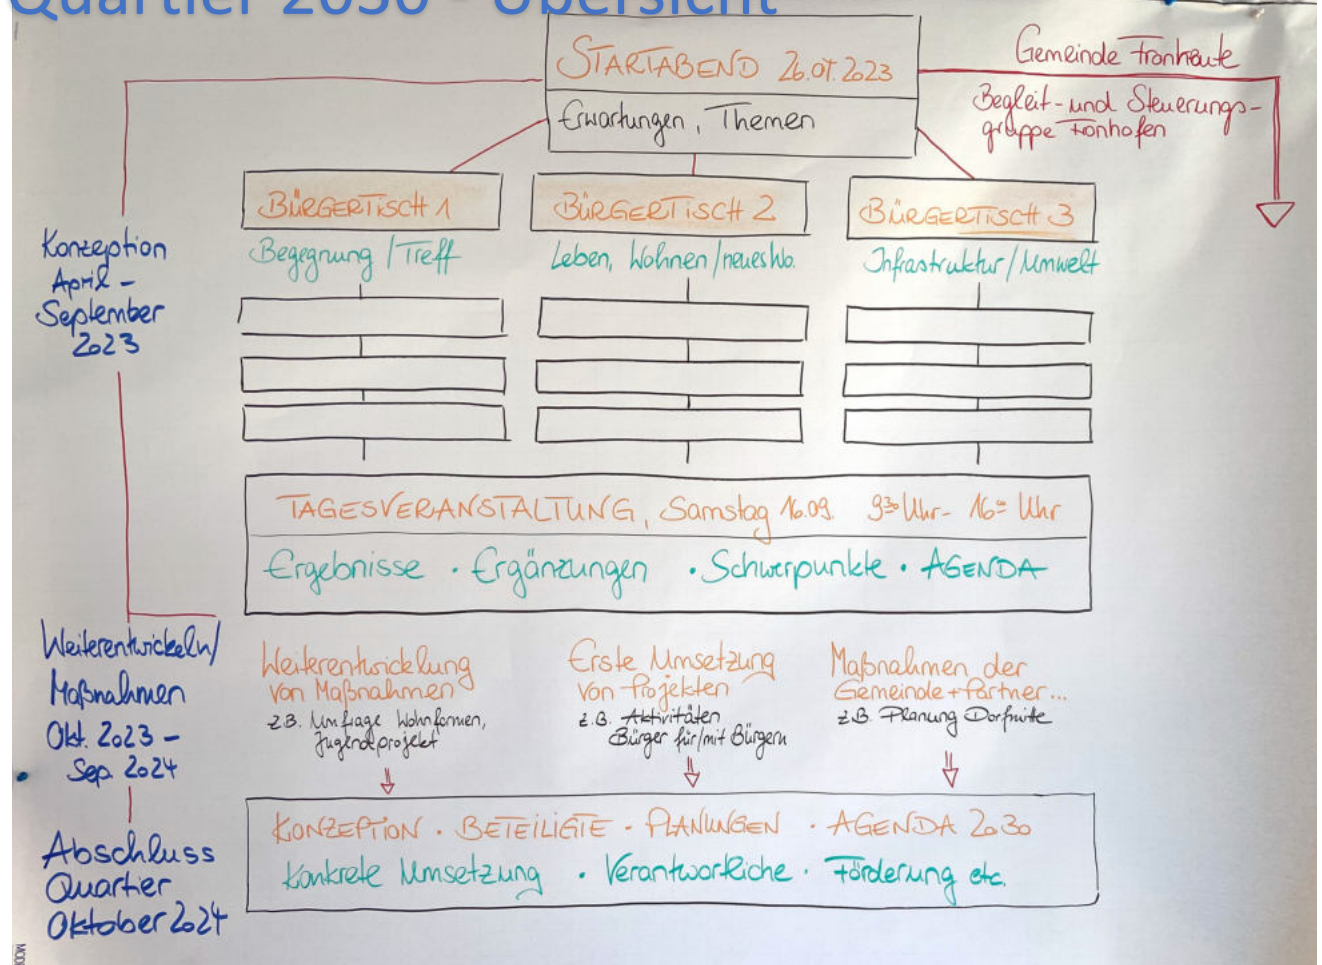 Quartier 2030 - Übersicht
STARTABEND 26.07.2023
Erwartungen, Themen
Gemeinde Fronreute
Begleit- und Steuerungs-
gruppe Fronhofen
BÜRGERTISCH 1
Begegnung / Treff
BÜRGERTISCH 2
Leben, Wohnen / neues Wo.
BÜRGERTISCH 3
Infrastruktur / Umwelt
Konzeption
April -
September
2023
TAGESVERANSTALTUNG, Samstag 16.09. 9³⁰ Uhr - 16⁰⁰ Uhr
Ergebnisse · Ergänzungen · Schwerpunkte · AGENDA
Weiterentwickeln/
Maßnahmen
Okt. 2023 -
Sep. 2024
Weiterentwicklung
von Maßnahmen
z.B. Umfrage Wohnformen,
Jugendprojekt
Erste Umsetzung
von Projekten
z.B. Aktivitäten
Bürger für/mit Bürgern
Maßnahmen der
Gemeinde + Partner...
z.B. Planung Dorfmitte
Abschluss
Quartier
Oktober 2024
KONZEPTION · BETEILIGTE · PLANUNGEN · AGENDA 2030
Konkrete Umsetzung · Verantwortliche · Förderung etc.